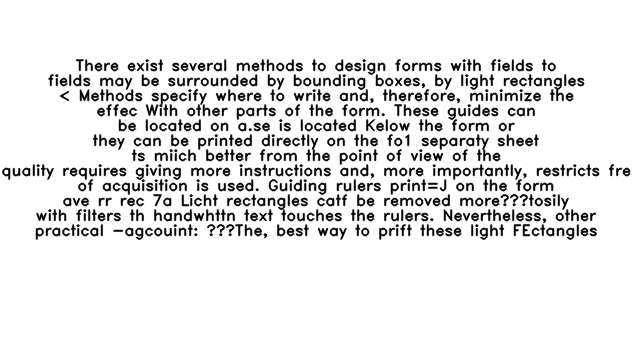 There exist several methods to design forms with fields to
fields may be surrounded by bounding boxes, by light rectangles
< Methods specify where to write and, therefore, minimize the
effec With other parts of the form. These guides can
be located on a.se is located Kelow the form or
they can be printed directly on the fo1 separaty sheet
ts miich better from the point of view of the
quality requires giving more instructions and, more importantly, restricts fre
of acquisition is used. Guiding rulers print=J on the form
ave rr rec 7a Licht rectangles catf be removed more???tosily
with filters th handwhttn text touches the rulers. Nevertheless, other
practical -agcouint: ???The, best way to prift these light FEctangles